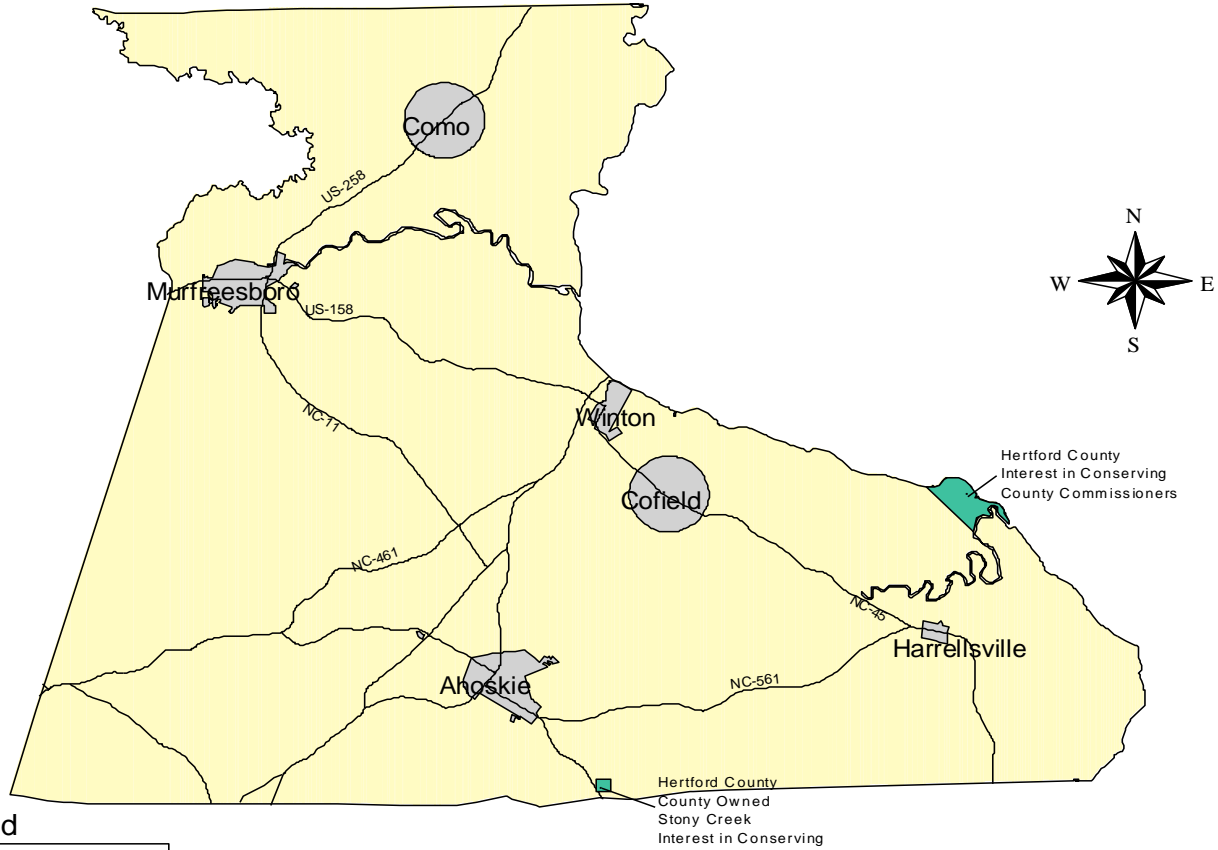 Como
US-258
N
W
E
S
Murfreesboro
US-158
NC-11
Winton
Hertford County
Interest in Conserving
County Commissioners
Cofield
NC-461
NC-45
Harrellsville
Ahoskie
NC-561
Hertford County
County Owned
Stony Creek
Interest in Conserving
d